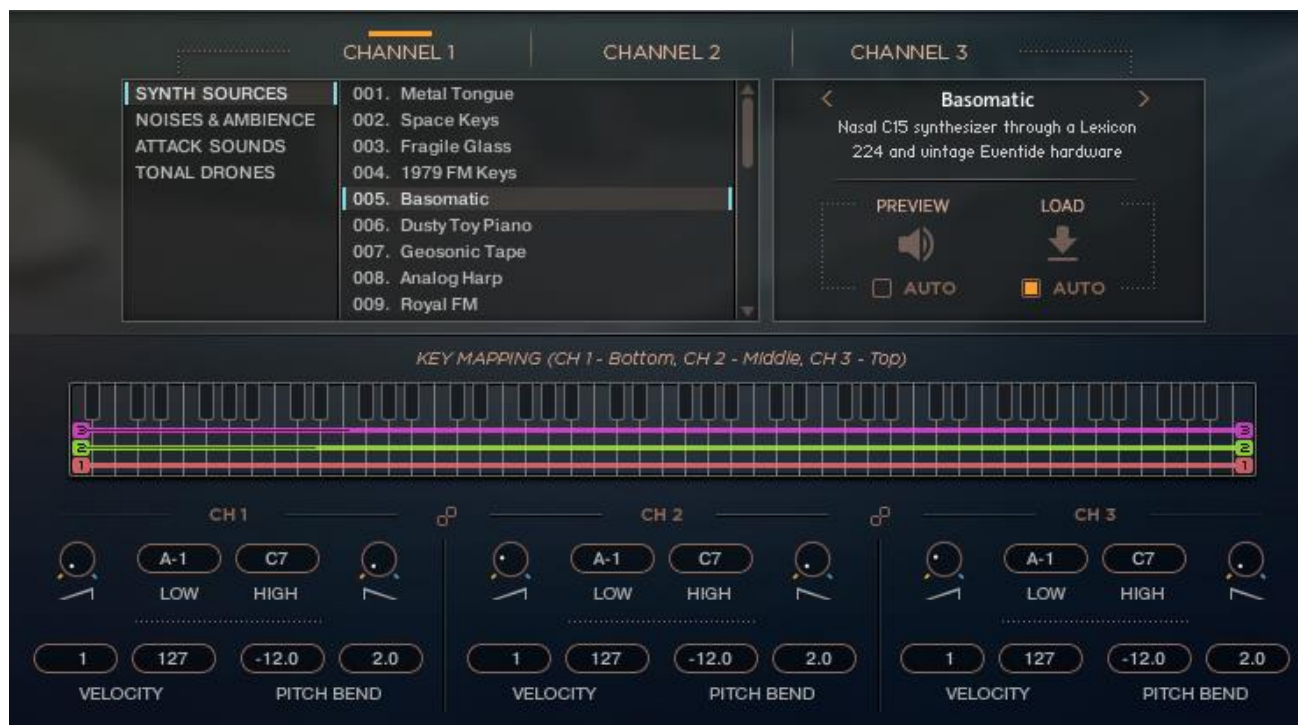 CHANNEL 1
CHANNEL 2
CHANNEL 3
SYNTH SOURCES
NOISES & AMBIENCE
ATTACK SOUNDS
TONAL DRONES
001. Metal Tongue
002. Space Keys
003. Fragile Glass
004. 1979 FM Keys
005. Basomatic
006. Dusty Toy Piano
007. Geosonic Tape
008. Analog Harp
009. Royal FM
< Basomatic >
Nasal C15 synthesizer through a Lexicon
224 and vintage Eventide hardware
PREVIEW
LOAD
AUTO
AUTO
KEY MAPPING (CH 1 - Bottom, CH 2 - Middle, CH 3 - Top)
3 3
2 2
1 1
CH 1
CH 2
CH 3
A-1 C7
LOW HIGH
A-1 C7
LOW HIGH
A-1 C7
LOW HIGH
1 127 -12.0 2.0
VELOCITY PITCH BEND
1 127 -12.0 2.0
VELOCITY PITCH BEND
1 127 -12.0 2.0
VELOCITY PITCH BEND